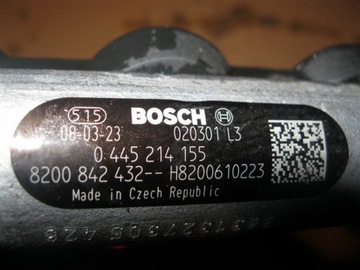 515 BOSCH
08-03-23 020301 L3
0 445 214 155
8200 842 432-- H8200610223
Made in Czech Republic